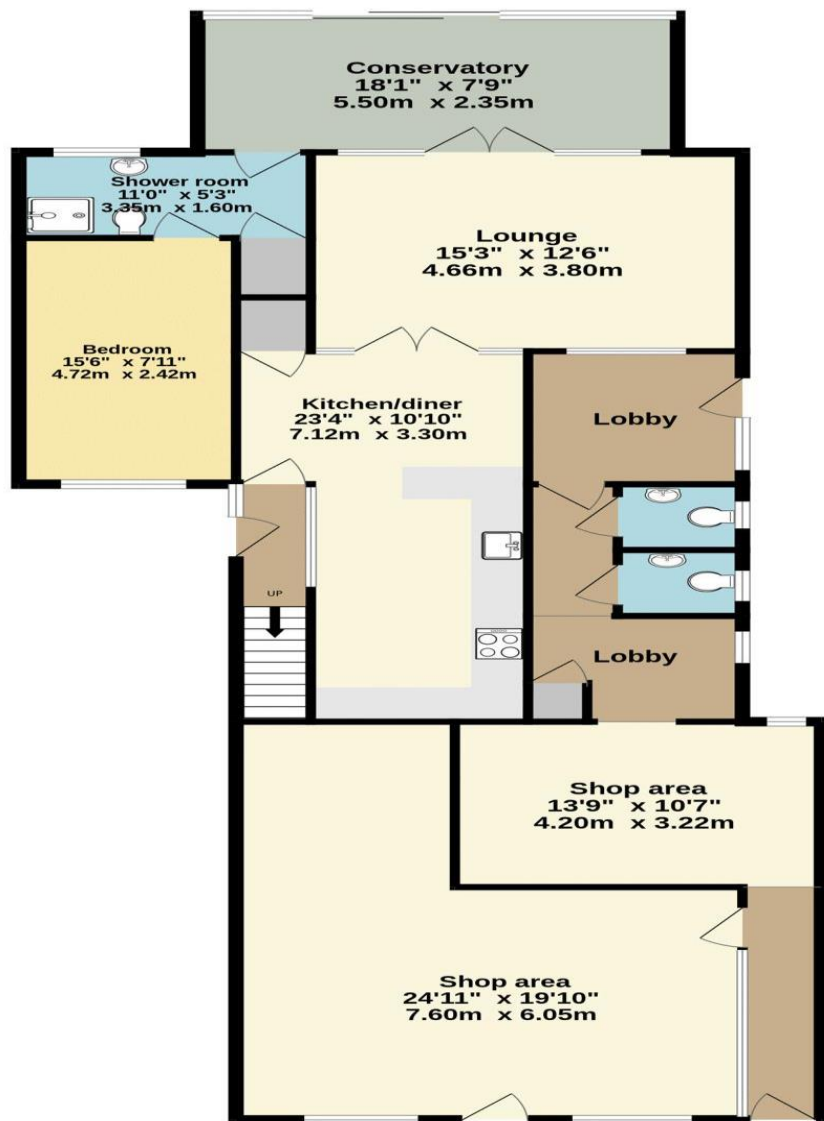 Conservatory
18'1" x 7'9"
5.50m x 2.35m
Shower room
11'0" x 5'3"
3.35m x 1.60m
Lounge
15'3" x 12'6"
4.66m x 3.80m
Bedroom
15'6" x 7'11"
4.72m x 2.42m
Kitchen/diner
23'4" x 10'10"
7.12m x 3.30m
Lobby
UP
Lobby
Shop area
13'9" x 10'7"
4.20m x 3.22m
Shop area
24'11" x 19'10"
7.60m x 6.05m